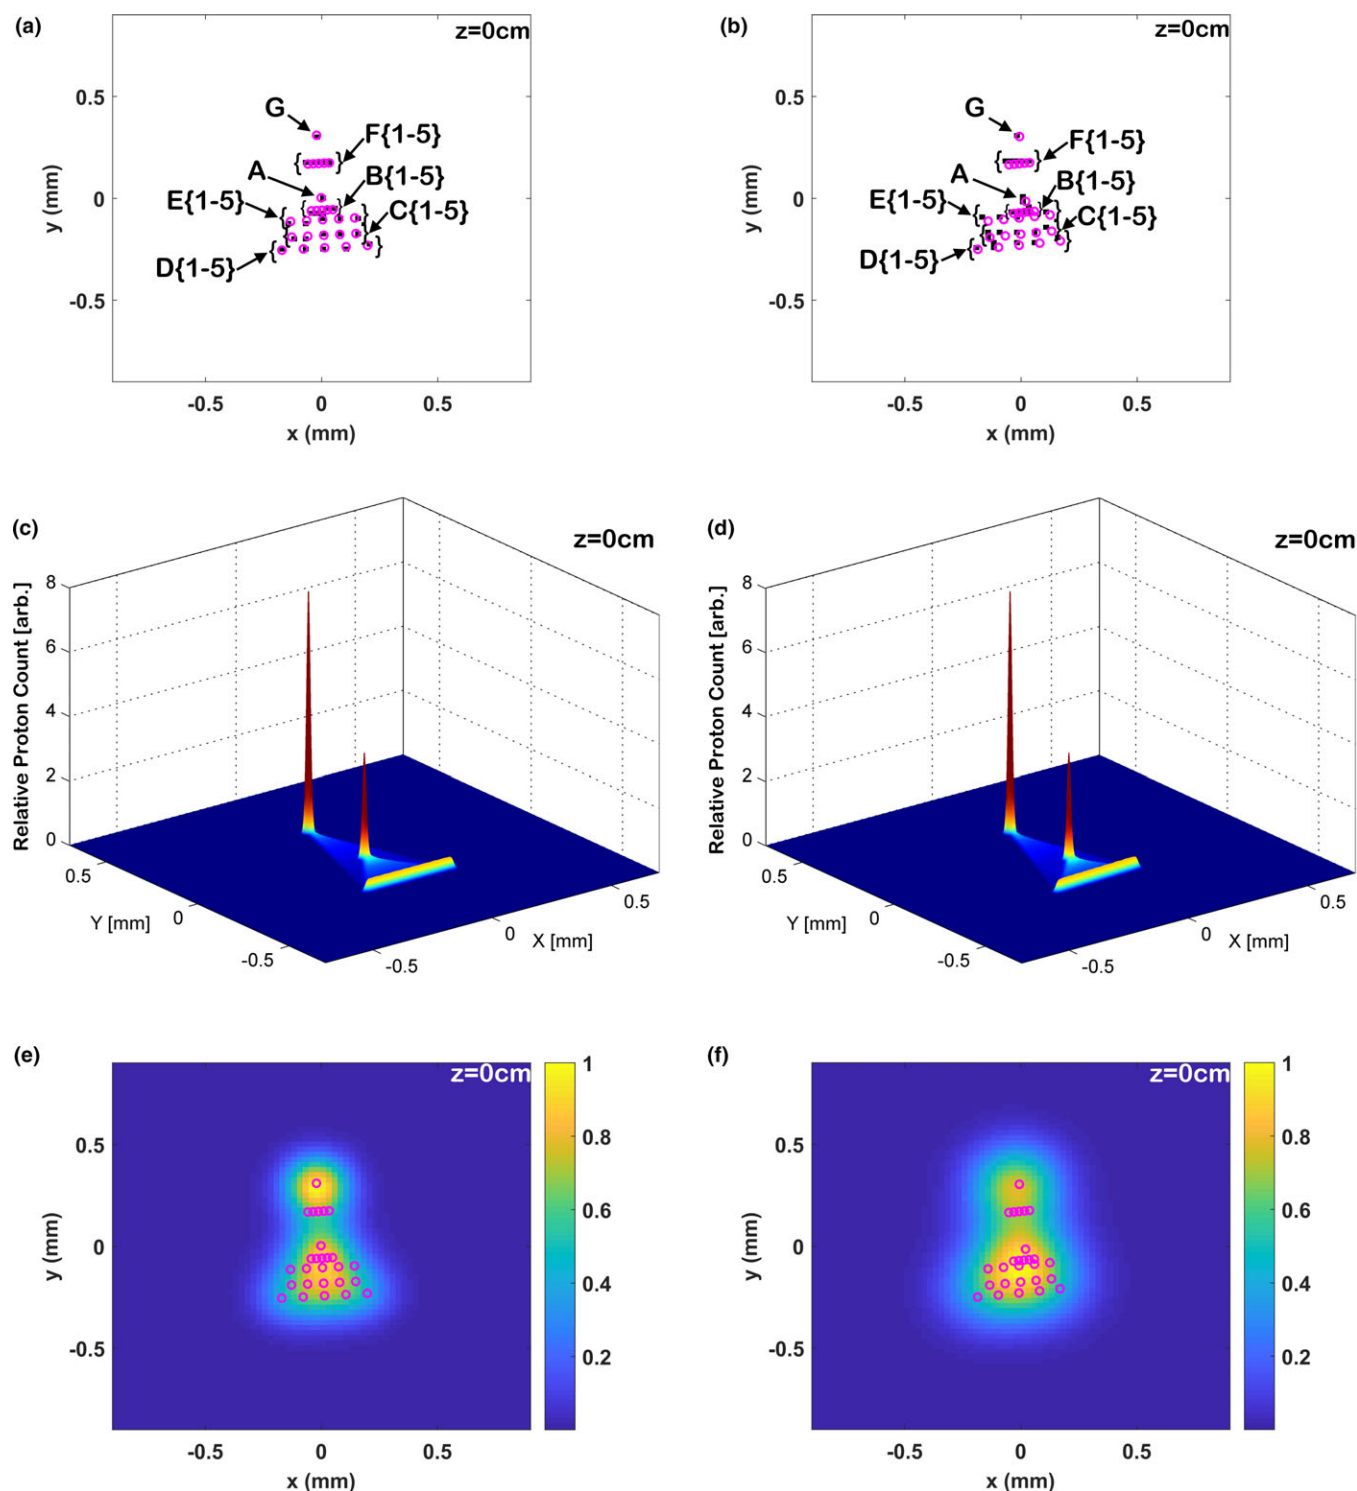 (a)
z=0cm
G
F{1-5}
A
B{1-5}
E{1-5}
C{1-5}
D{1-5}
0.5
0
-0.5
y (mm)
-0.5
0
0.5
x (mm)
(b)
z=0cm
G
F{1-5}
A
B{1-5}
E{1-5}
C{1-5}
D{1-5}
0.5
0
-0.5
y (mm)
-0.5
0
0.5
x (mm)
(c)
z=0cm
Relative Proton Count [arb.]
8
6
4
2
0
0.5
0
-0.5
Y [mm]
-0.5
0
0.5
X [mm]
(d)
z=0cm
Relative Proton Count [arb.]
8
6
4
2
0
0.5
0
-0.5
Y [mm]
-0.5
0
0.5
X [mm]
(e)
z=0cm
0.5
0
-0.5
y (mm)
-0.5
0
0.5
x (mm)
1
0.8
0.6
0.4
0.2
(f)
z=0cm
0.5
0
-0.5
y (mm)
-0.5
0
0.5
x (mm)
1
0.8
0.6
0.4
0.2